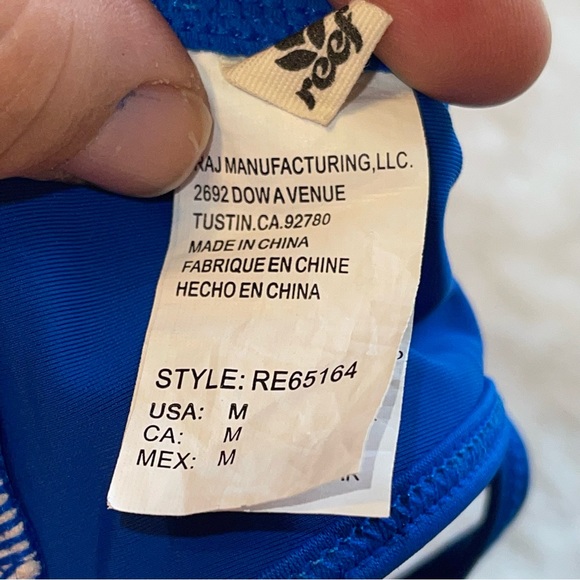 reef
RAJ MANUFACTURING,LLC.
2692 DOW AVENUE
TUSTIN.CA.92780
MADE IN CHINA
FABRIQUE EN CHINE
HECHO EN CHINA
STYLE: RE65164
USA: M
CA: M
MEX: M